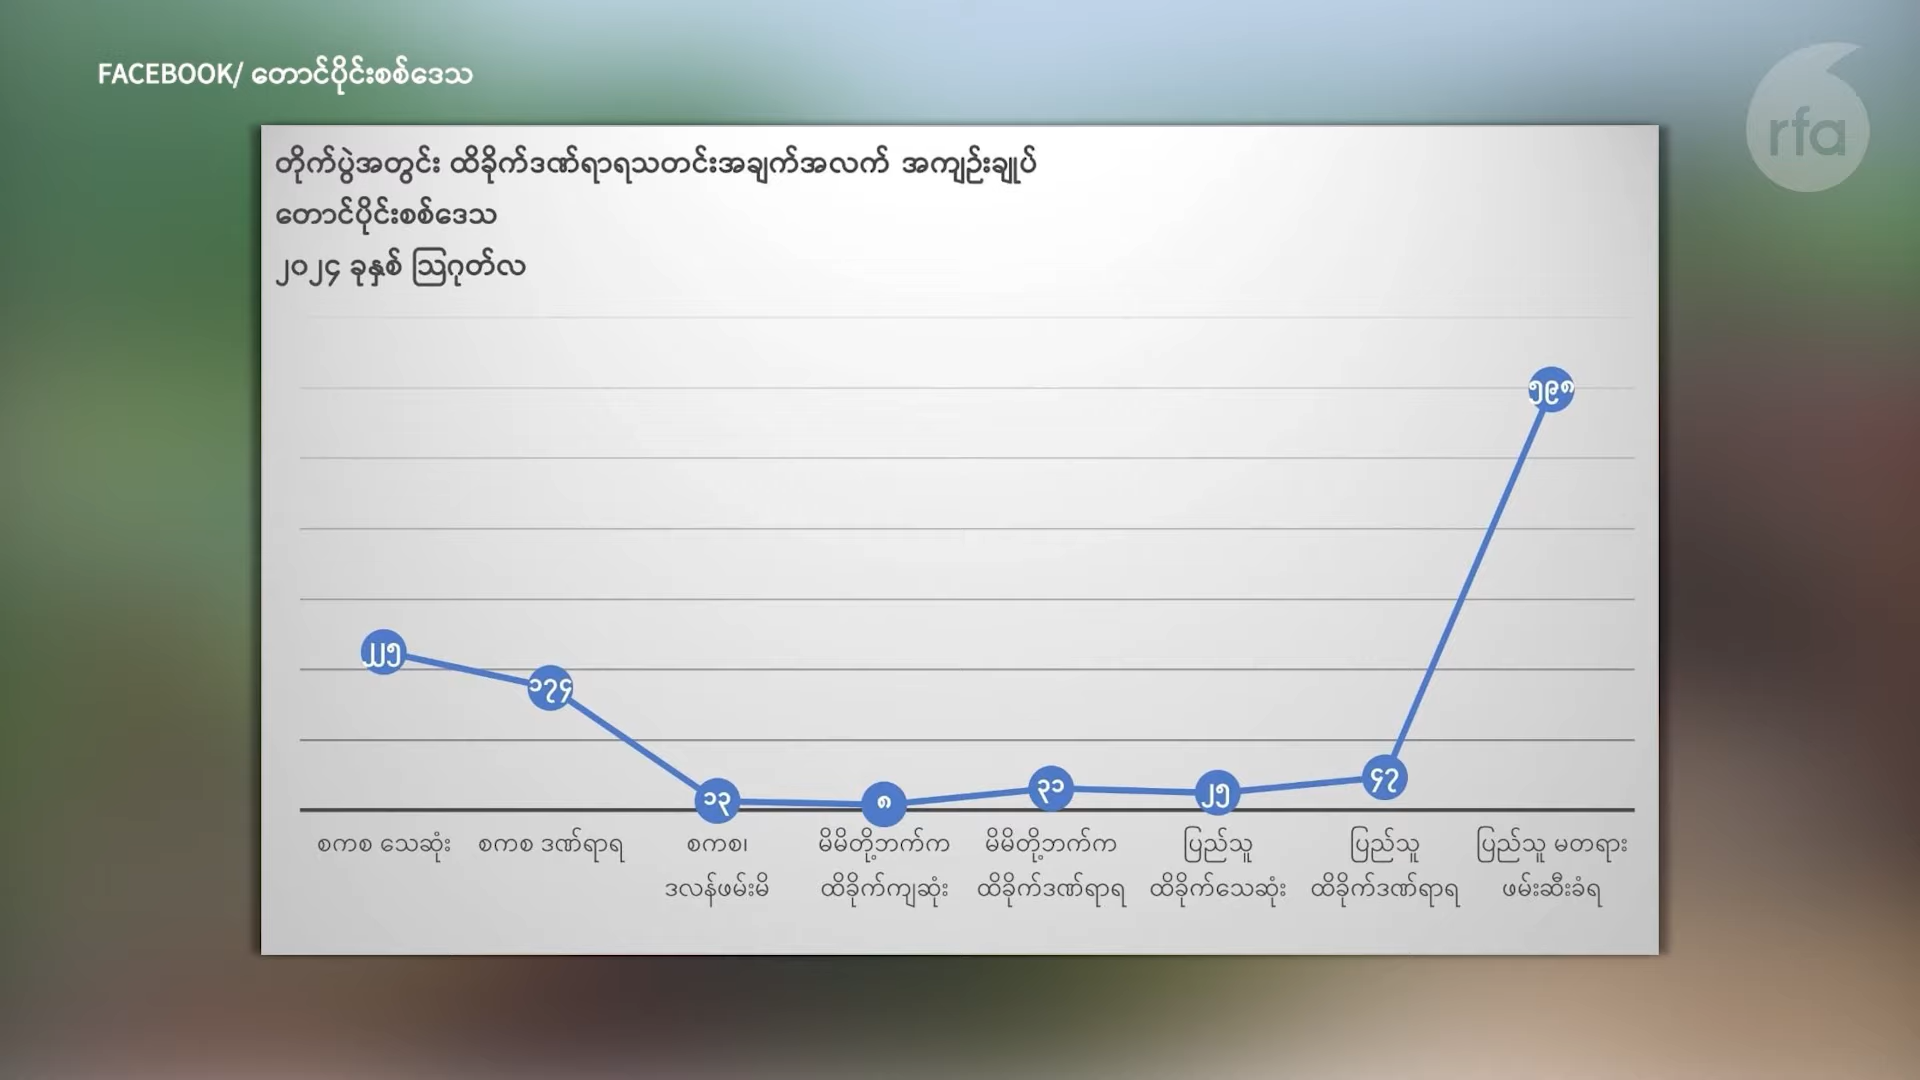 FACEBOOK/ တောင်ပိုင်းစစ်ဒေသ
rfa
တိုက်ပွဲအတွင်း ထိခိုက်ဒဏ်ရာရသတင်းအချက်အလက် အကျဉ်းချုပ်
တောင်ပိုင်းစစ်ဒေသ
၂၀၂၄ ခုနှစ် ဩဂုတ်လ
၅၉၈
၂၂၅
၁၇၄
၁၃
၈
၃၁
၂၅
၄၇
စကစ သေဆုံး
စကစ ဒဏ်ရာရ
စကစ၊
ဒလန်ဖမ်းမိ
မိမိတို့ဘက်က
ထိခိုက်ကျဆုံး
မိမိတို့ဘက်က
ထိခိုက်ဒဏ်ရာရ
ပြည်သူ
ထိခိုက်သေဆုံး
ပြည်သူ
ထိခိုက်ဒဏ်ရာရ
ပြည်သူ မတရား
ဖမ်းဆီးခံရ